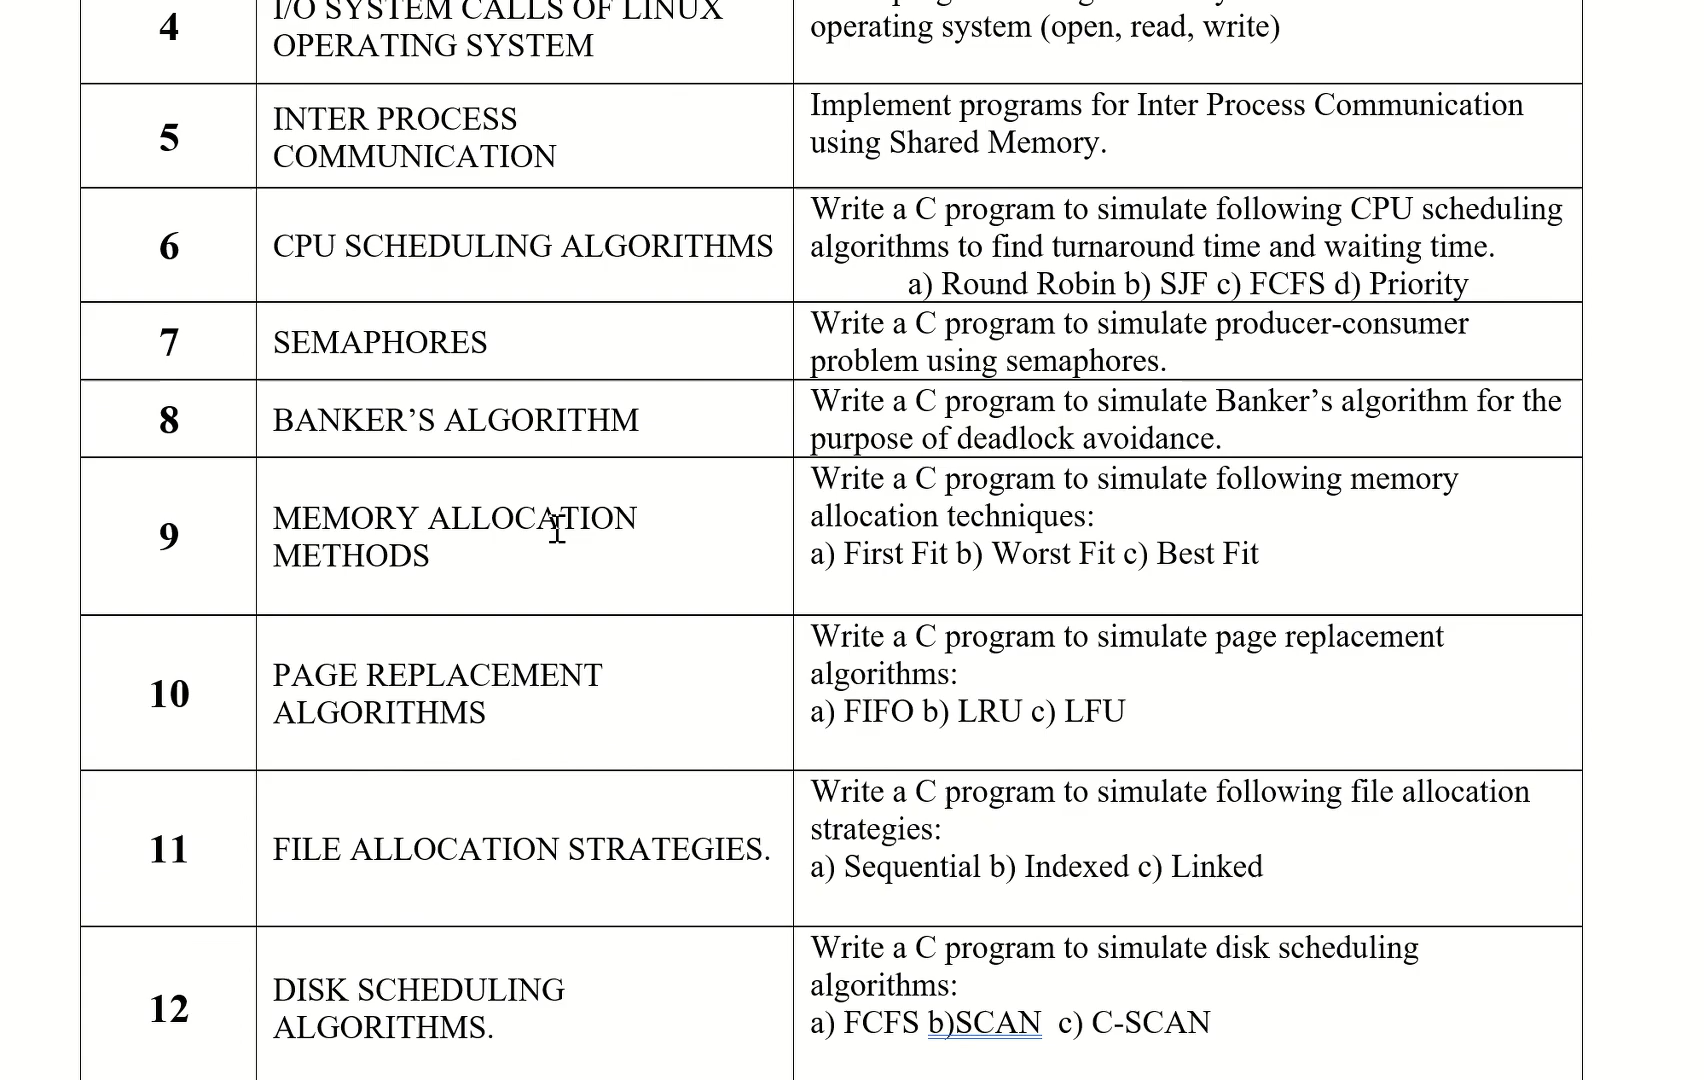 4
I/O SYSTEM CALLS OF LINUX
OPERATING SYSTEM
operating system (open, read, write)
5
INTER PROCESS
COMMUNICATION
Implement programs for Inter Process Communication
using Shared Memory.
6
CPU SCHEDULING ALGORITHMS
Write a C program to simulate following CPU scheduling
algorithms to find turnaround time and waiting time.
a) Round Robin b) SJF c) FCFS d) Priority
7
SEMAPHORES
Write a C program to simulate producer-consumer
problem using semaphores.
8
BANKER’S ALGORITHM
Write a C program to simulate Banker’s algorithm for the
purpose of deadlock avoidance.
9
MEMORY ALLOCATION
METHODS
Write a C program to simulate following memory
allocation techniques:
a) First Fit b) Worst Fit c) Best Fit
10
PAGE REPLACEMENT
ALGORITHMS
Write a C program to simulate page replacement
algorithms:
a) FIFO b) LRU c) LFU
11
FILE ALLOCATION STRATEGIES.
Write a C program to simulate following file allocation
strategies:
a) Sequential b) Indexed c) Linked
12
DISK SCHEDULING
ALGORITHMS.
Write a C program to simulate disk scheduling
algorithms:
a) FCFS b)SCAN c) C-SCAN